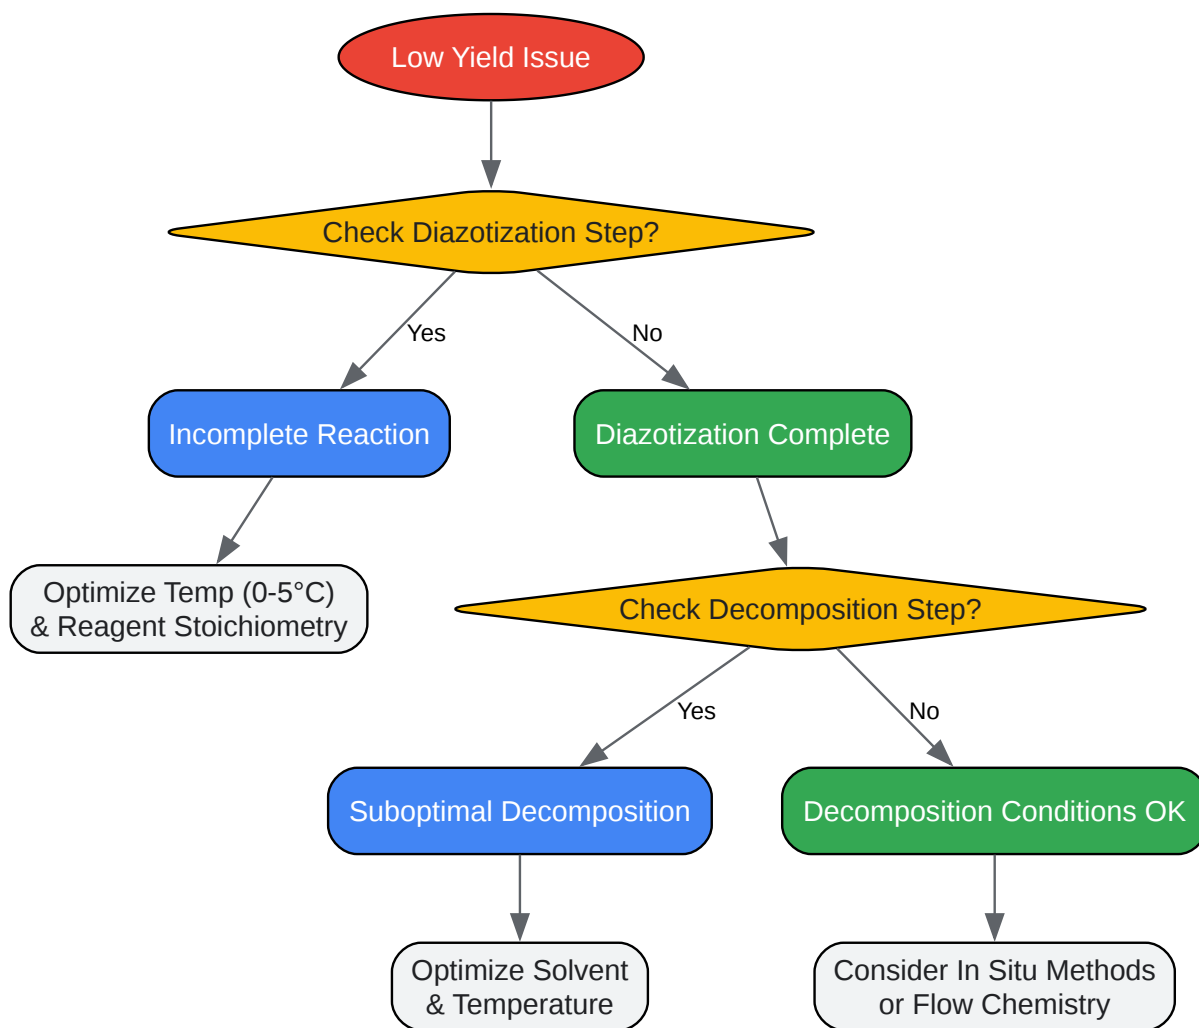 Low Yield Issue
Check Diazotization Step?
Yes
No
Incomplete Reaction
Diazotization Complete
Optimize Temp (0-5°C)
& Reagent Stoichiometry
Check Decomposition Step?
Yes
No
Suboptimal Decomposition
Decomposition Conditions OK
Optimize Solvent
& Temperature
Consider In Situ Methods
or Flow Chemistry